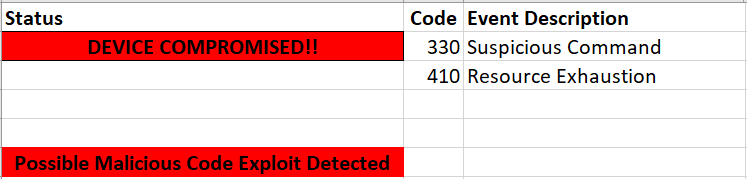 Status Code Event Description
DEVICE COMPROMISED!! 330 Suspicious Command
410 Resource Exhaustion
Possible Malicious Code Exploit Detected